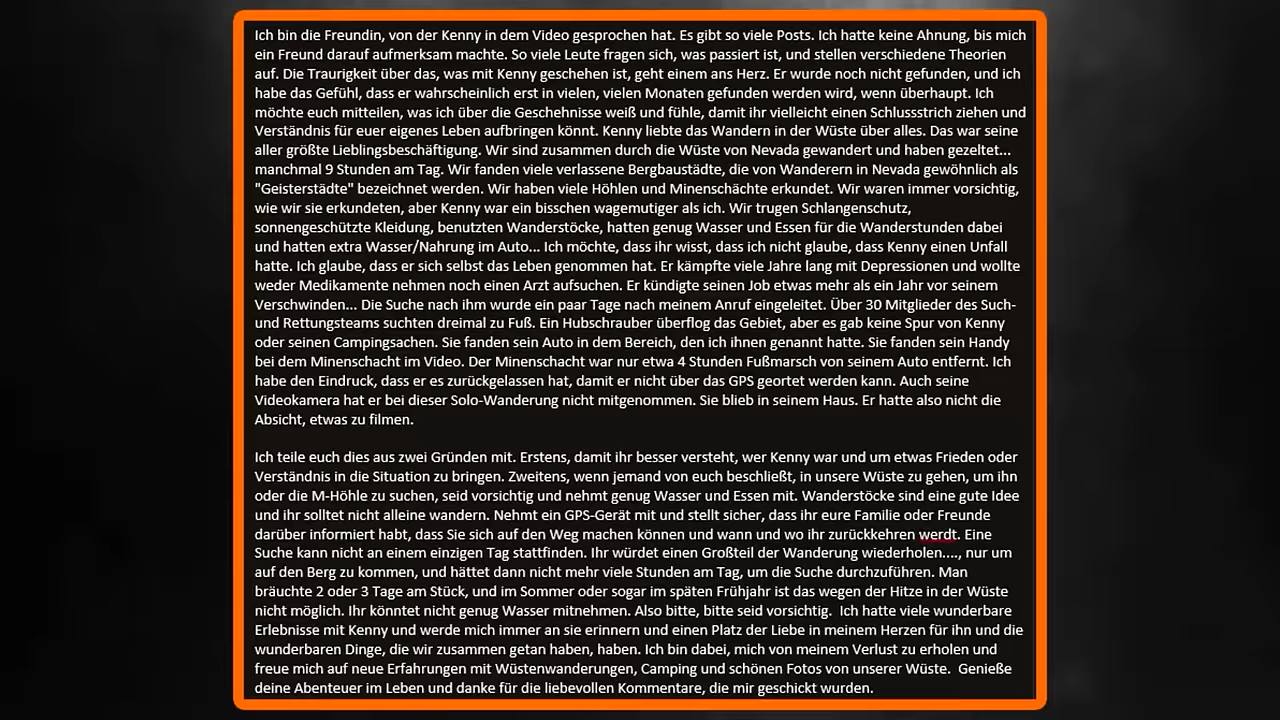 Ich bin die Freundin, von der Kenny in dem Video gesprochen hat. Es gibt so viele Posts. Ich hatte keine Ahnung, bis mich
ein Freund darauf aufmerksam machte. So viele Leute fragen sich, was passiert ist, und stellen verschiedene Theorien
auf. Die Traurigkeit über das, was mit Kenny geschehen ist, geht einem ans Herz. Er wurde noch nicht gefunden, und ich
habe das Gefühl, dass er wahrscheinlich erst in vielen, vielen Monaten gefunden werden wird, wenn überhaupt. Ich
möchte euch mitteilen, was ich über die Geschehnisse weiß und fühle, damit ihr vielleicht einen Schlussstrich ziehen und
Verständnis für euer eigenes Leben aufbringen könnt. Kenny liebte das Wandern in der Wüste über alles. Das war seine
aller größte Lieblingsbeschäftigung. Wir sind zusammen durch die Wüste von Nevada gewandert und haben gezeltet...
manchmal 9 Stunden am Tag. Wir fanden viele verlassene Bergbaustädte, die von Wanderern in Nevada gewöhnlich als
"Geisterstädte" bezeichnet werden. Wir haben viele Höhlen und Minenschächte erkundet. Wir waren immer vorsichtig,
wie wir sie erkundeten, aber Kenny war ein bisschen wagemutiger als ich. Wir trugen Schlangenschutz,
sonnengeschützte Kleidung, benutzten Wanderstöcke, hatten genug Wasser und Essen für die Wanderstunden dabei
und hatten extra Wasser/Nahrung im Auto... Ich möchte, dass ihr wisst, dass ich nicht glaube, dass Kenny einen Unfall
hatte. Ich glaube, dass er sich selbst das Leben genommen hat. Er kämpfte viele Jahre lang mit Depressionen und wollte
weder Medikamente nehmen noch einen Arzt aufsuchen. Er kündigte seinen Job etwas mehr als ein Jahr vor seinem
Verschwinden... Die Suche nach ihm wurde ein paar Tage nach meinem Anruf eingeleitet. Über 30 Mitglieder des Such-
und Rettungsteams suchten dreimal zu Fuß. Ein Hubschrauber überflog das Gebiet, aber es gab keine Spur von Kenny
oder seinen Campingsachen. Sie fanden sein Auto in dem Bereich, den ich ihnen genannt hatte. Sie fanden sein Handy
bei dem Minenschacht im Video. Der Minenschacht war nur etwa 4 Stunden Fußmarsch von seinem Auto entfernt. Ich
habe den Eindruck, dass er es zurückgelassen hat, damit er nicht über das GPS geortet werden kann. Auch seine
Videokamera hat er bei dieser Solo-Wanderung nicht mitgenommen. Sie blieb in seinem Haus. Er hatte also nicht die
Absicht, etwas zu filmen.
Ich teile euch dies aus zwei Gründen mit. Erstens, damit ihr besser versteht, wer Kenny war und um etwas Frieden oder
Verständnis in die Situation zu bringen. Zweitens, wenn jemand von euch beschließt, in unsere Wüste zu gehen, um ihn
oder die M-Höhle zu suchen, seid vorsichtig und nehmt genug Wasser und Essen mit. Wanderstöcke sind eine gute Idee
und ihr solltet nicht alleine wandern. Nehmt ein GPS-Gerät mit und stellt sicher, dass ihr eure Familie oder Freunde
darüber informiert habt, dass Sie sich auf den Weg machen können und wann und wo ihr zurückkehren werdt. Eine
Suche kann nicht an einem einzigen Tag stattfinden. Ihr würdet einen Großteil der Wanderung wiederholen...., nur um
auf den Berg zu kommen, und hättet dann nicht mehr viele Stunden am Tag, um die Suche durchzuführen. Man
bräuchte 2 oder 3 Tage am Stück, und im Sommer oder sogar im späten Frühjahr ist das wegen der Hitze in der Wüste
nicht möglich. Ihr könntet nicht genug Wasser mitnehmen. Also bitte, bitte seid vorsichtig.  Ich hatte viele wunderbare
Erlebnisse mit Kenny und werde mich immer an sie erinnern und einen Platz der Liebe in meinem Herzen für ihn und die
wunderbaren Dinge, die wir zusammen getan haben, haben. Ich bin dabei, mich von meinem Verlust zu erholen und
freue mich auf neue Erfahrungen mit Wüstenwanderungen, Camping und schönen Fotos von unserer Wüste.  Genieße
deine Abenteuer im Leben und danke für die liebevollen Kommentare, die mir geschickt wurden.